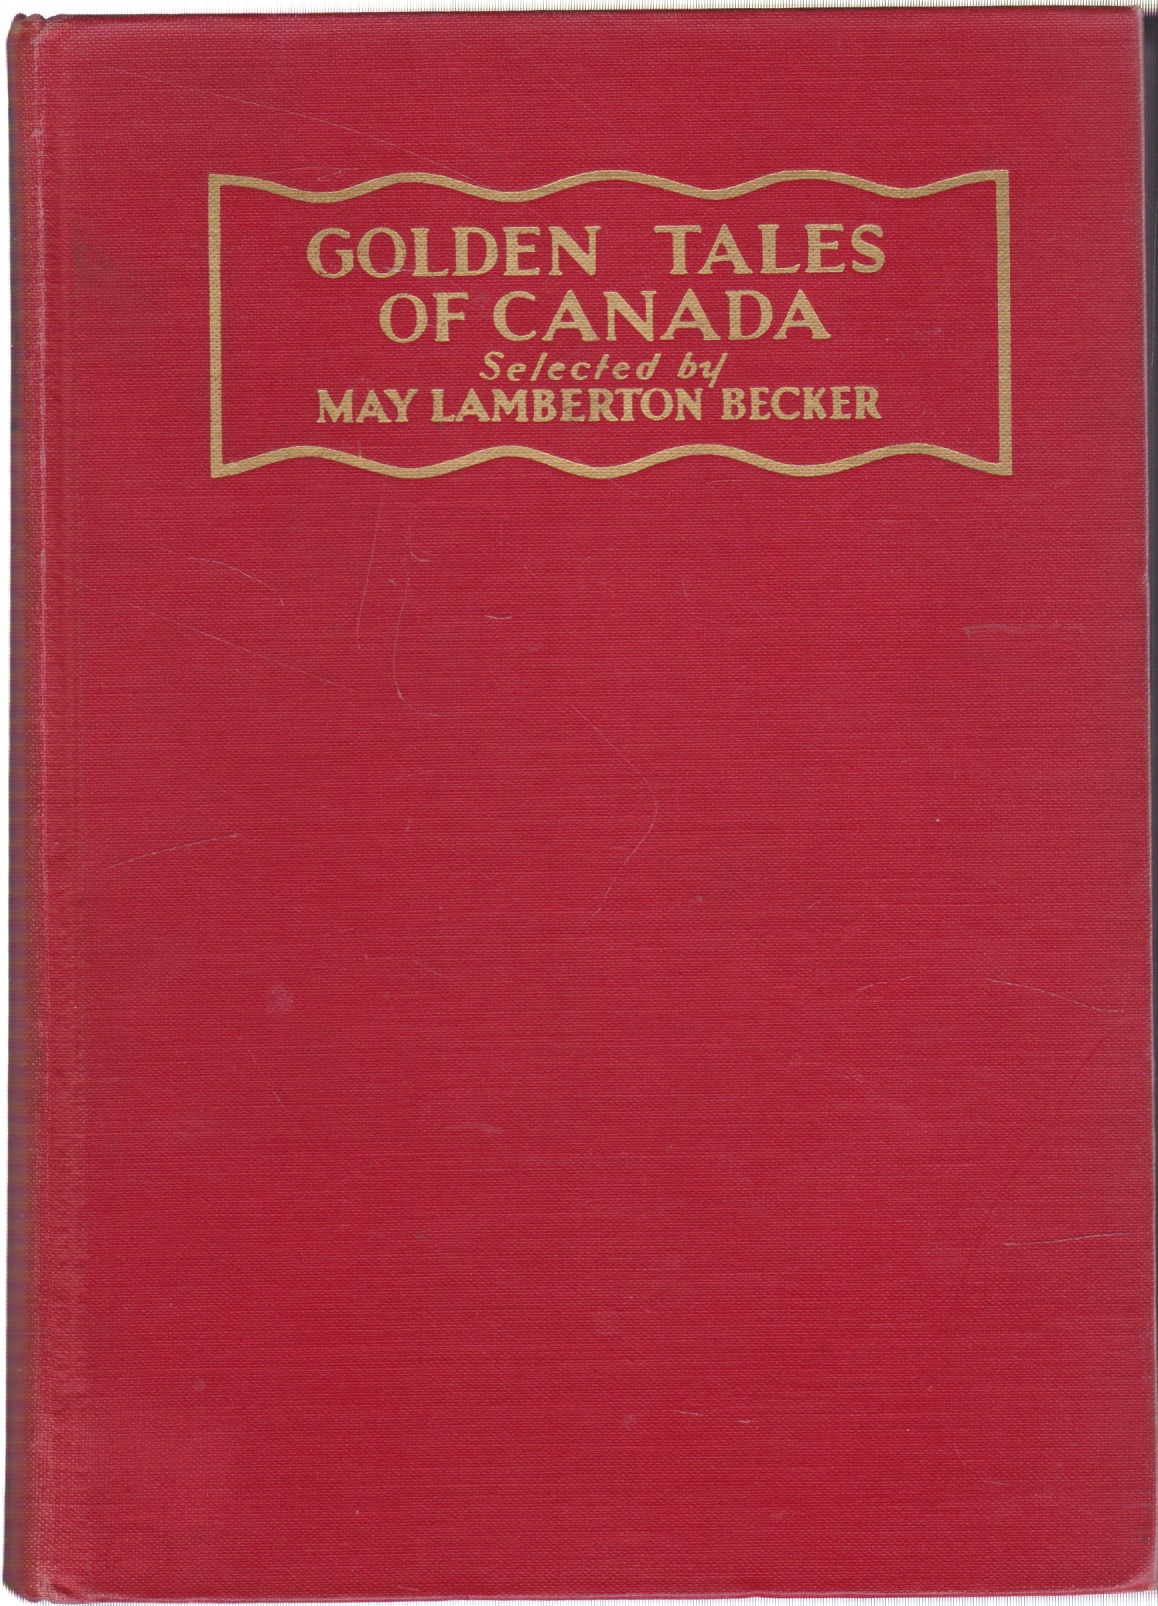 GOLDEN TALES
OF CANADA
Selected by
MAY LAMBERTON BECKER